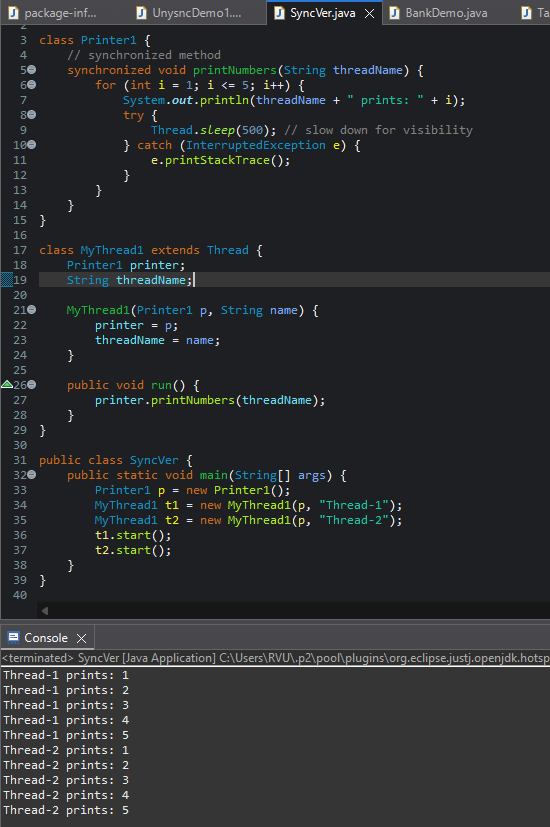 package-inf...
UnysncDemo1....
SyncVer.java
BankDemo.java
Ta
2
3 class Printer1 {
4     // synchronized method
5     synchronized void printNumbers(String threadName) {
6         for (int i = 1; i <= 5; i++) {
7             System.out.println(threadName + " prints: " + i);
8             try {
9                 Thread.sleep(500); // slow down for visibility
10             } catch (InterruptedException e) {
11                 e.printStackTrace();
12             }
13         }
14     }
15 }
16
17 class MyThread1 extends Thread {
18     Printer1 printer;
19     String threadName;
20
21     MyThread1(Printer1 p, String name) {
22         printer = p;
23         threadName = name;
24     }
25
26     public void run() {
27         printer.printNumbers(threadName);
28     }
29 }
30
31 public class SyncVer {
32     public static void main(String[] args) {
33         Printer1 p = new Printer1();
34         MyThread1 t1 = new MyThread1(p, "Thread-1");
35         MyThread1 t2 = new MyThread1(p, "Thread-2");
36         t1.start();
37         t2.start();
38     }
39 }
40
Console
<terminated> SyncVer [Java Application] C:\Users\RVU\.p2\pool\plugins\org.eclipse.justj.openjdk.hotsp
Thread-1 prints: 1
Thread-1 prints: 2
Thread-1 prints: 3
Thread-1 prints: 4
Thread-1 prints: 5
Thread-2 prints: 1
Thread-2 prints: 2
Thread-2 prints: 3
Thread-2 prints: 4
Thread-2 prints: 5